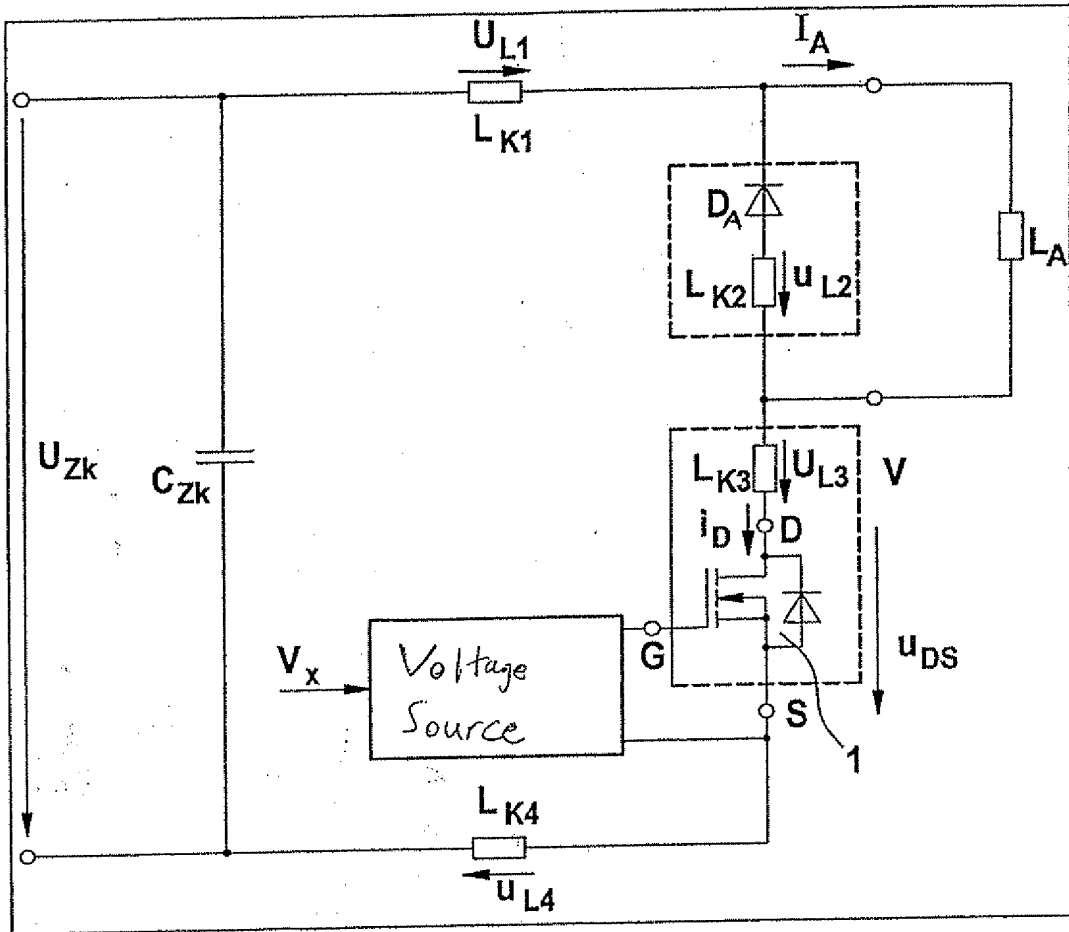 U_L1
I_A
L_K1
D_A
L_K2
u_L2
L_A
U_Zk
C_Zk
L_K3
U_L3
V
i_D
D
G
u_DS
V_x
Voltage
Source
S
1
L_K4
u_L4